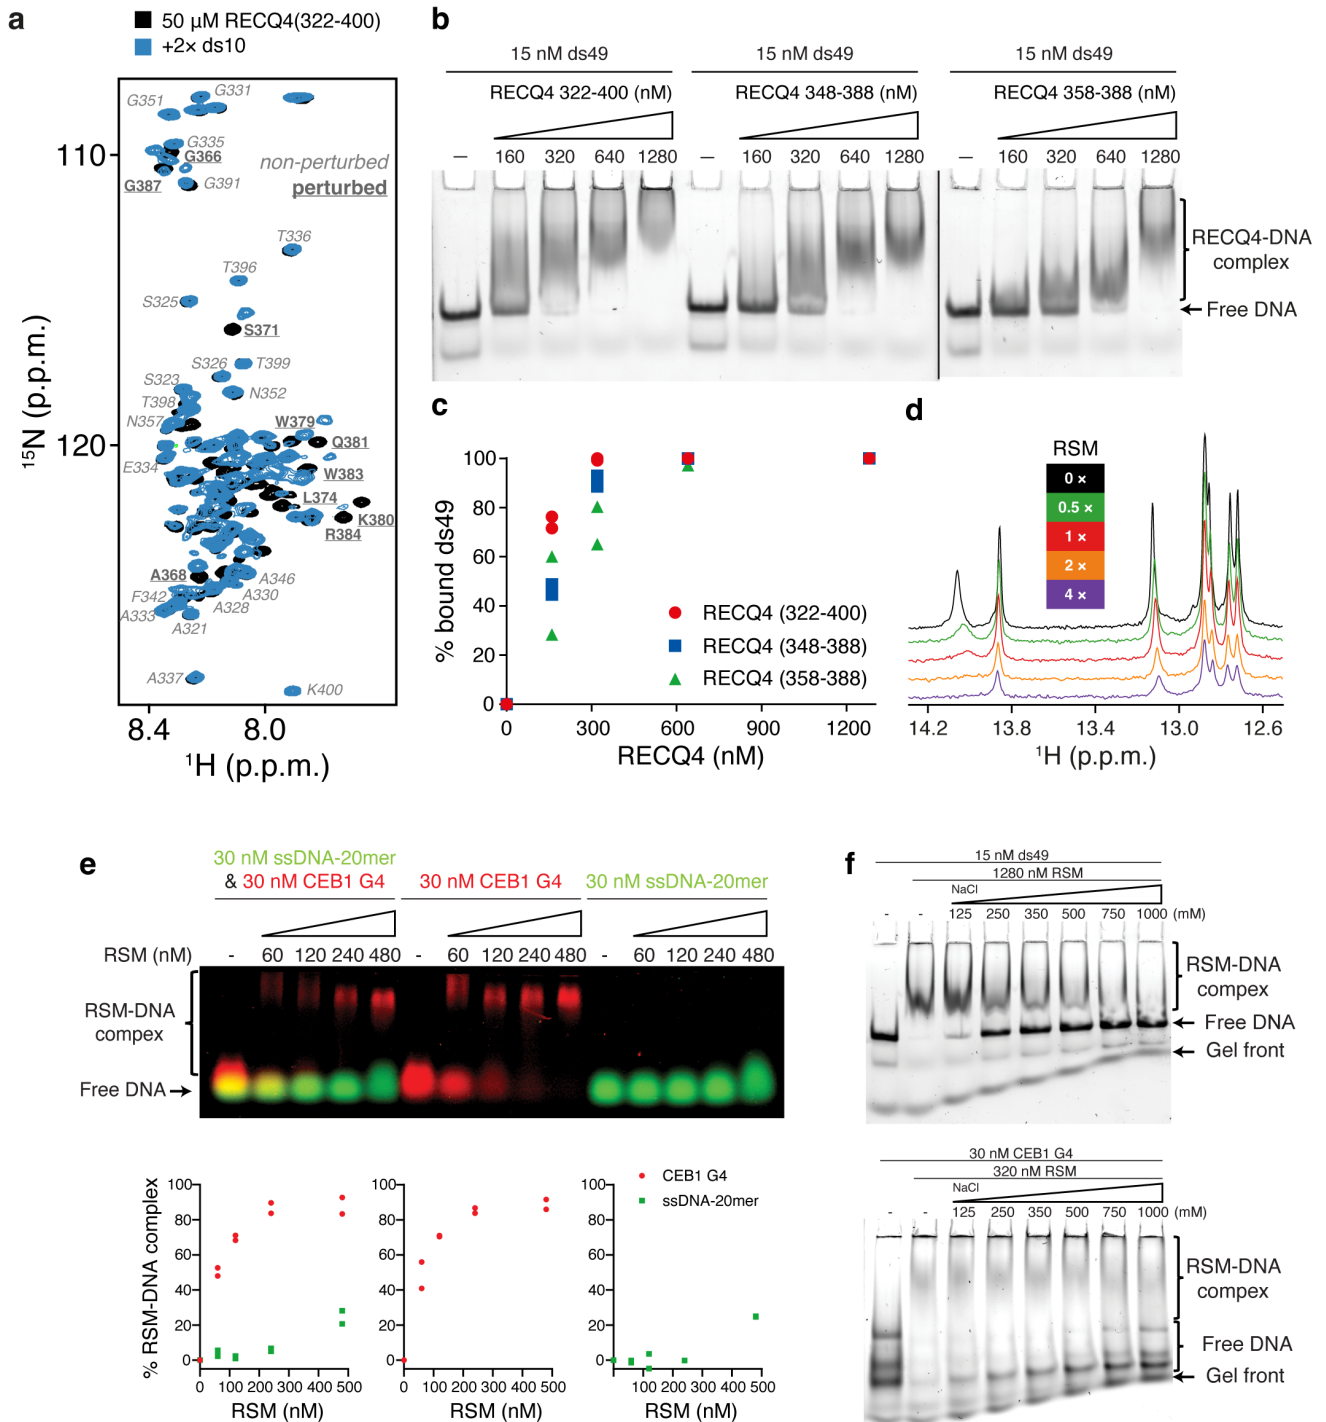 a
50 µM RECQ4(322-400)
+2× ds10
G351
G331
G335
G366
G387
G391
non-perturbed
perturbed
T336
T396
S325
S371
S326
T399
S323
T398
N352
N357
W379
Q381
E334
W383
L374
K380
R384
A368
A346
F342
A330
A333
A328
A321
A337
K400
110
120
15N (p.p.m.)
8.4
8.0
1H (p.p.m.)
b
15 nM ds49
15 nM ds49
15 nM ds49
RECQ4 322-400 (nM)
RECQ4 348-388 (nM)
RECQ4 358-388 (nM)
– 160 320 640 1280
– 160 320 640 1280
– 160 320 640 1280
RECQ4-DNA
complex
Free DNA
c
% bound ds49
100
80
60
40
20
0
0 300 600 900 1200
RECQ4 (nM)
RECQ4 (322-400)
RECQ4 (348-388)
RECQ4 (358-388)
d
RSM
0 ×
0.5 ×
1 ×
2 ×
4 ×
14.2 13.8 13.4 13.0 12.6
1H (p.p.m.)
e
30 nM ssDNA-20mer
& 30 nM CEB1 G4
30 nM CEB1 G4
30 nM ssDNA-20mer
RSM (nM)
- 60 120 240 480
- 60 120 240 480
- 60 120 240 480
RSM-DNA
compex
Free DNA
% RSM-DNA complex
100
80
60
40
20
0
0 100 200 300 400 500
RSM (nM)
100
80
60
40
20
0
0 100 200 300 400 500
RSM (nM)
CEB1 G4
ssDNA-20mer
100
80
60
40
20
0
0 100 200 300 400 500
RSM (nM)
f
15 nM ds49
1280 nM RSM
NaCl
- - 125 250 350 500 750 1000 (mM)
RSM-DNA
compex
Free DNA
Gel front
30 nM CEB1 G4
320 nM RSM
NaCl
- - 125 250 350 500 750 1000 (mM)
RSM-DNA
compex
Free DNA
Gel front